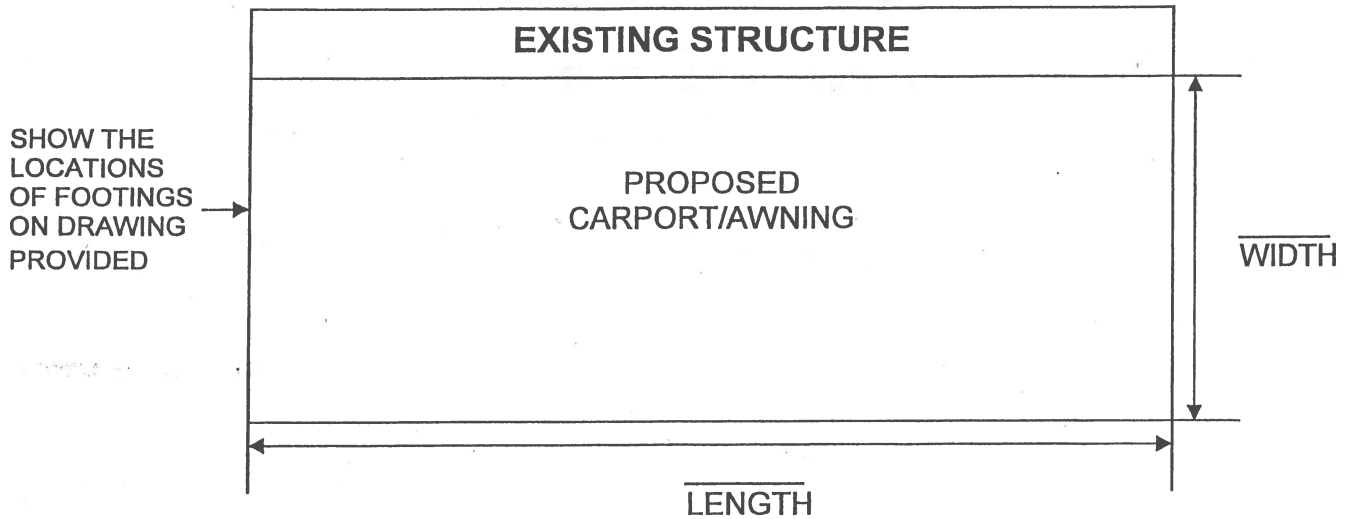 EXISTING STRUCTURE
SHOW THE
LOCATIONS
OF FOOTINGS
ON DRAWING
PROVIDED
PROPOSED
CARPORT/AWNING
WIDTH
LENGTH